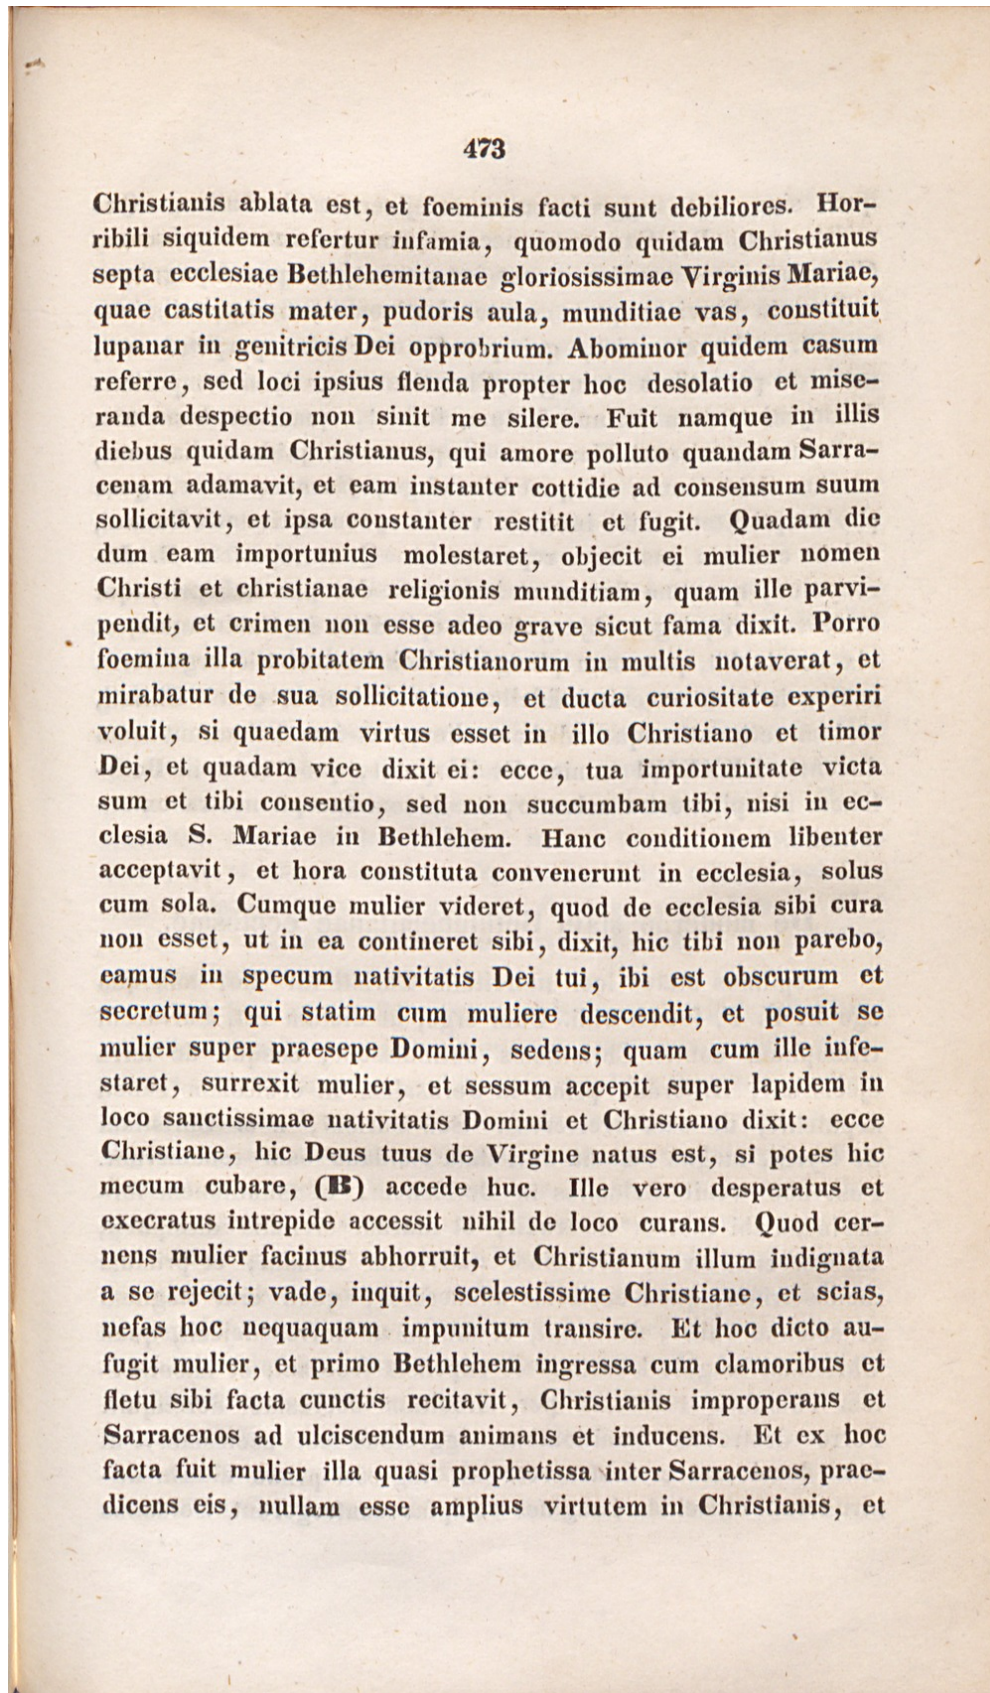 473
Christianis ablata est, et foeminis facti sunt debiliores. Hor-
ribili siquidem refertur infamia, quomodo quidam Christianus
septa ecclesiae Bethlehemitanae gloriosissimae Virginis Mariae,
quae castitatis mater, pudoris aula, munditiae vas, constituit
lupanar in genitricis Dei opprobrium. Abominor quidem casum
referre, sed loci ipsius flenda propter hoc desolatio et mise-
randa despectio non sinit me silere. Fuit namque in illis
diebus quidam Christianus, qui amore polluto quandam Sarra-
cenam adamavit, et eam instanter cottidie ad consensum suum
sollicitavit, et ipsa constanter restitit et fugit. Quadam die
dum eam importunius molestaret, objecit ei mulier nomen
Christi et christianae religionis munditiam, quam ille parvi-
pendit, et crimen non esse adeo grave sicut fama dixit. Porro
foemina illa probitatem Christianorum in multis notaverat, et
mirabatur de sua sollicitatione, et ducta curiositate experiri
voluit, si quaedam virtus esset in illo Christiano et timor
Dei, et quadam vice dixit ei: ecce, tua importunitate victa
sum et tibi consentio, sed non succumbam tibi, nisi in ec-
clesia S. Mariae in Bethlehem. Hanc conditionem libenter
acceptavit, et hora constituta convenerunt in ecclesia, solus
cum sola. Cumque mulier videret, quod de ecclesia sibi cura
non esset, ut in ea contineret sibi, dixit, hic tibi non parebo,
eamus in specum nativitatis Dei tui, ibi est obscurum et
secretum; qui statim cum muliere descendit, et posuit se
mulier super praesepe Domini, sedens; quam cum ille infe-
staret, surrexit mulier, et sessum accepit super lapidem in
loco sanctissimae nativitatis Domini et Christiano dixit: ecce
Christiane, hic Deus tuus de Virgine natus est, si potes hic
mecum cubare, (B) accede huc. Ille vero desperatus et
execratus intrepide accessit nihil de loco curans. Quod cer-
nens mulier facinus abhorruit, et Christianum illum indignata
a se rejecit; vade, inquit, scelestissime Christiane, et scias,
nefas hoc nequaquam impunitum transire. Et hoc dicto au-
fugit mulier, et primo Bethlehem ingressa cum clamoribus et
fletu sibi facta cunctis recitavit, Christianis improperans et
Sarracenos ad ulciscendum animans et inducens. Et ex hoc
facta fuit mulier illa quasi prophetissa inter Sarracenos, prae-
dicens eis, nullam esse amplius virtutem in Christianis, et